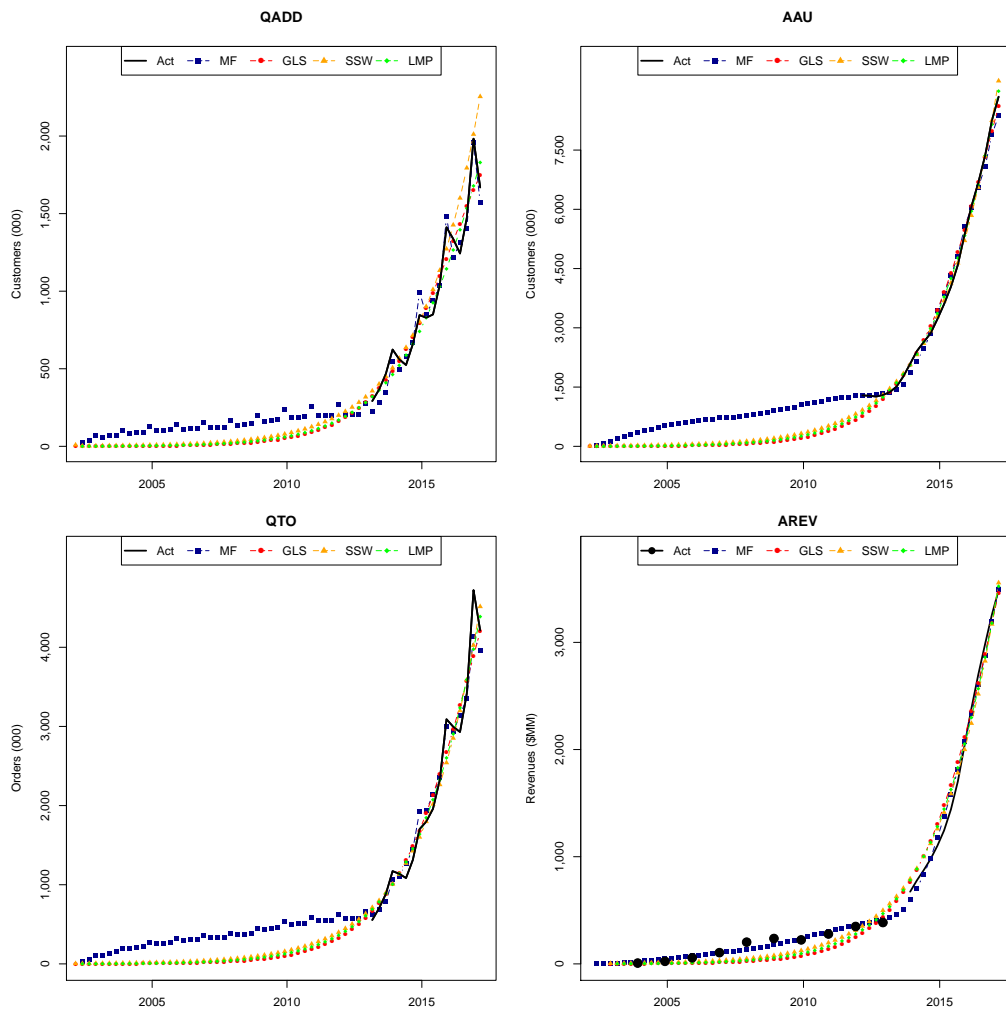 QADD
Act MF GLS SSW LMP
Customers (000)
0 500 1,000 1,500 2,000
2005 2010 2015
AAU
Act MF GLS SSW LMP
Customers (000)
0 1,500 3,000 4,500 6,000 7,500
2005 2010 2015
QTO
Act MF GLS SSW LMP
Orders (000)
0 1,000 2,000 3,000 4,000
2005 2010 2015
AREV
Act MF GLS SSW LMP
Revenues ($MM)
0 1,000 2,000 3,000
2005 2010 2015